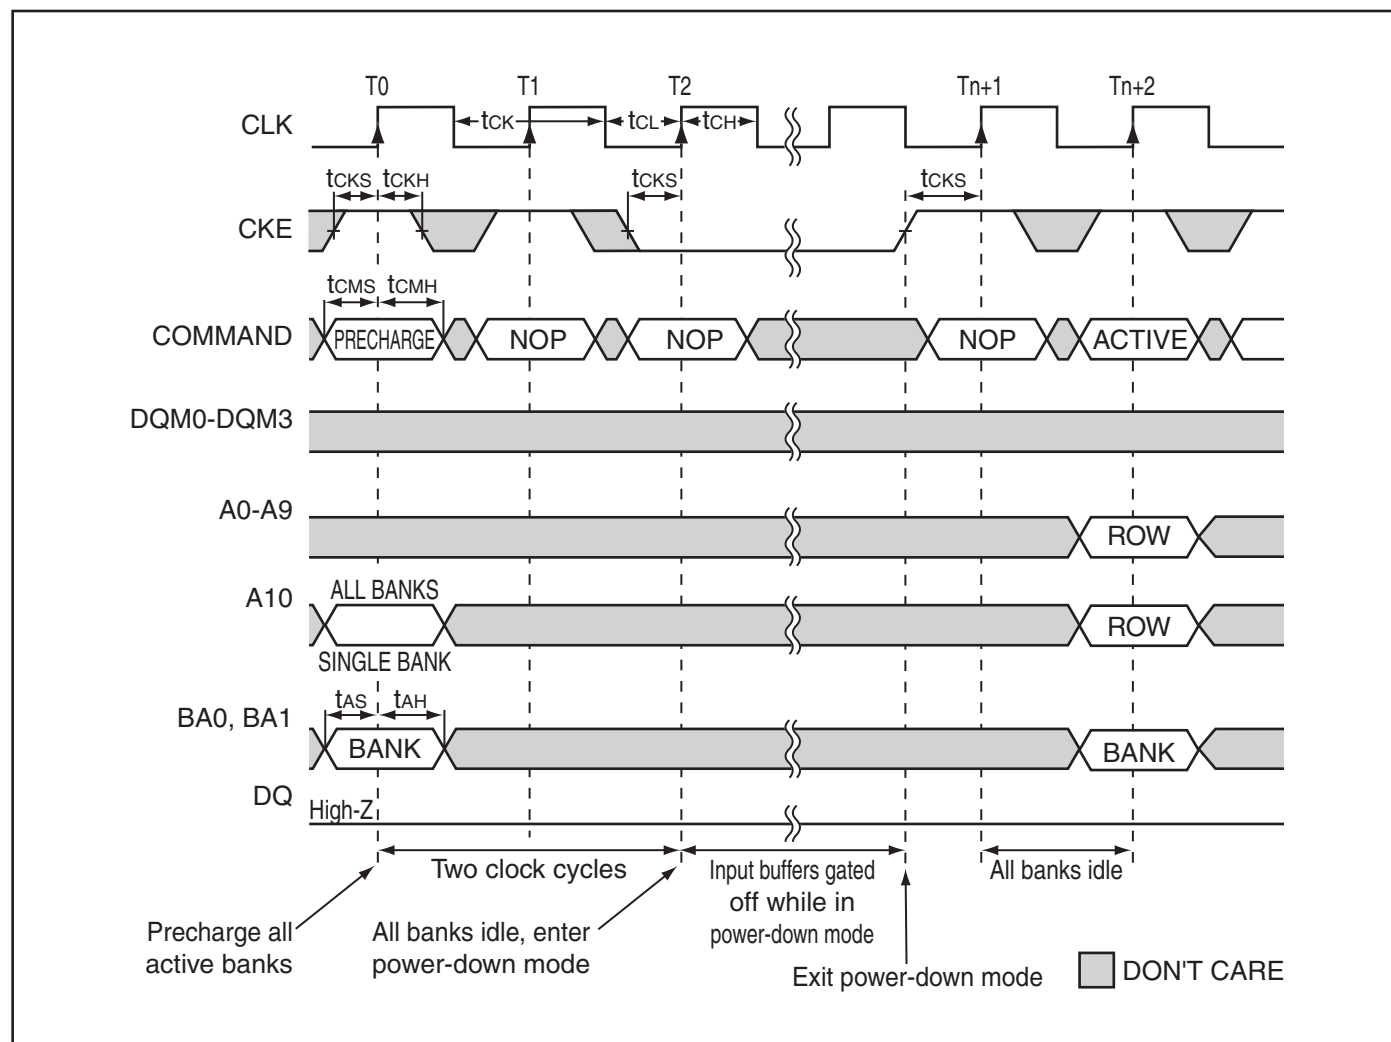 T0 T1 T2 Tn+1 Tn+2
CLK tCK tCL tCH
tCKS tCKH tCKS tCKS
CKE
tCMS tCMH
COMMAND PRECHARGE NOP NOP NOP ACTIVE
DQM0-DQM3
A0-A9 ROW
ALL BANKS
A10 ROW
SINGLE BANK
tAS tAH
BA0, BA1 BANK BANK
DQ
High-Z
Two clock cycles
Input buffers gated
off while in
power-down mode
All banks idle
Precharge all
active banks
All banks idle, enter
power-down mode
Exit power-down mode
DON'T CARE